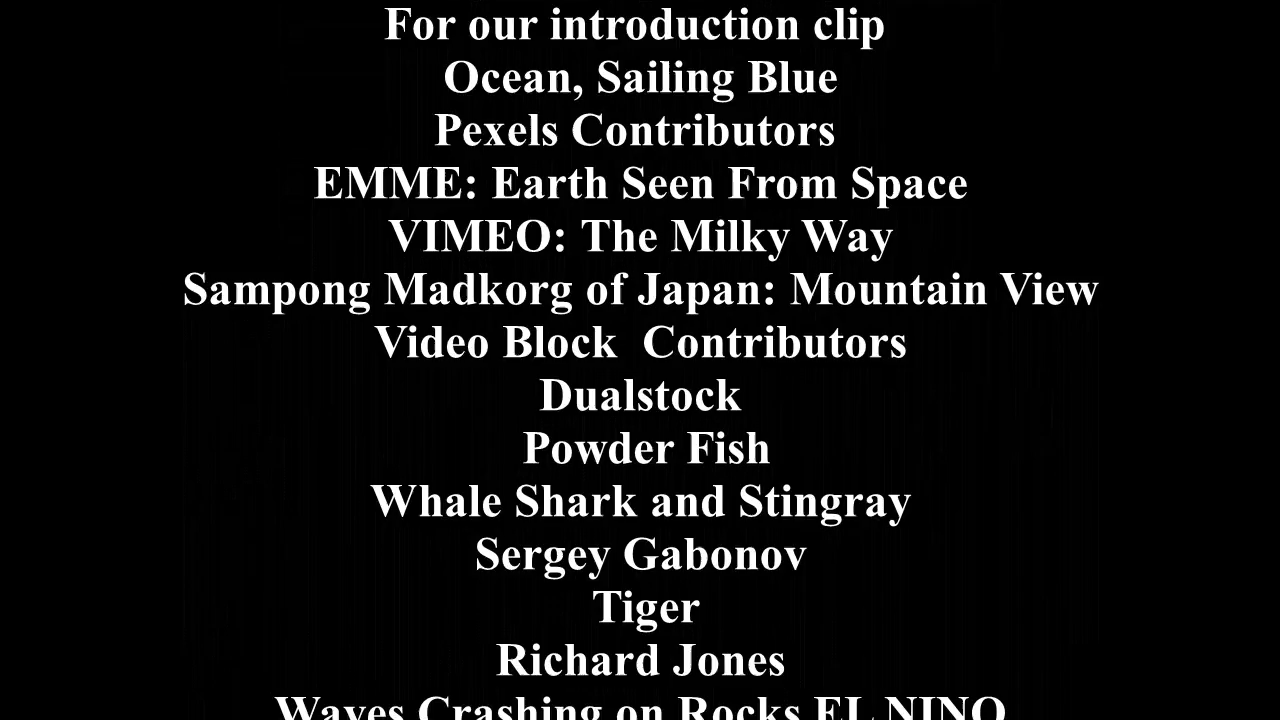 For our introduction clip
Ocean, Sailing Blue
Pexels Contributors
EMME: Earth Seen From Space
VIMEO: The Milky Way
Sampong Madkorg of Japan: Mountain View
Video Block  Contributors
Dualstock
Powder Fish
Whale Shark and Stingray
Sergey Gabonov
Tiger
Richard Jones
Waves Crashing on Rocks EL NINO